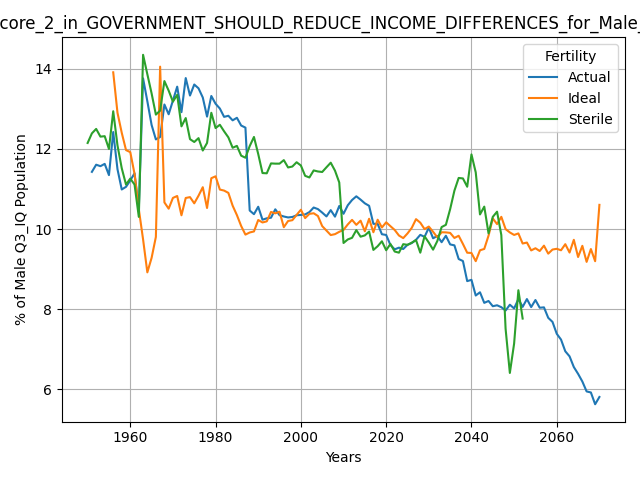 core_2_in_GOVERNMENT_SHOULD_REDUCE_INCOME_DIFFERENCES_for_Male_
Fertility
Actual
Ideal
Sterile
% of Male Q3_IQ Population
14
12
10
8
6
1960
1980
2000
2020
2040
2060
Years